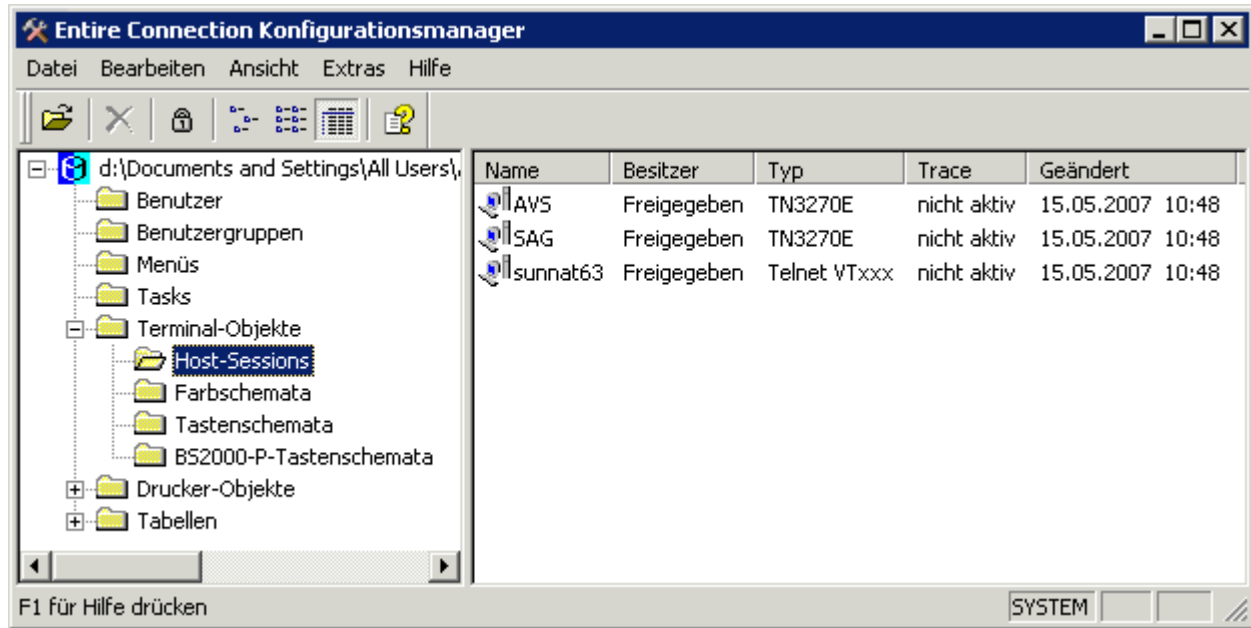 Entire Connection Konfigurationsmanager
Datei Bearbeiten Ansicht Extras Hilfe
d:\Documents and Settings\All Users\
Benutzer
Benutzergruppen
Menüs
Tasks
Terminal-Objekte
Host-Sessions
Farbschemata
Tastenschemata
BS2000-P-Tastenschemata
Drucker-Objekte
Tabellen
Name Besitzer Typ Trace Geändert
AVS Freigegeben TN3270E nicht aktiv 15.05.2007 10:48
SAG Freigegeben TN3270E nicht aktiv 15.05.2007 10:48
sunnat63 Freigegeben Telnet VTxxx nicht aktiv 15.05.2007 10:48
F1 für Hilfe drücken
SYSTEM